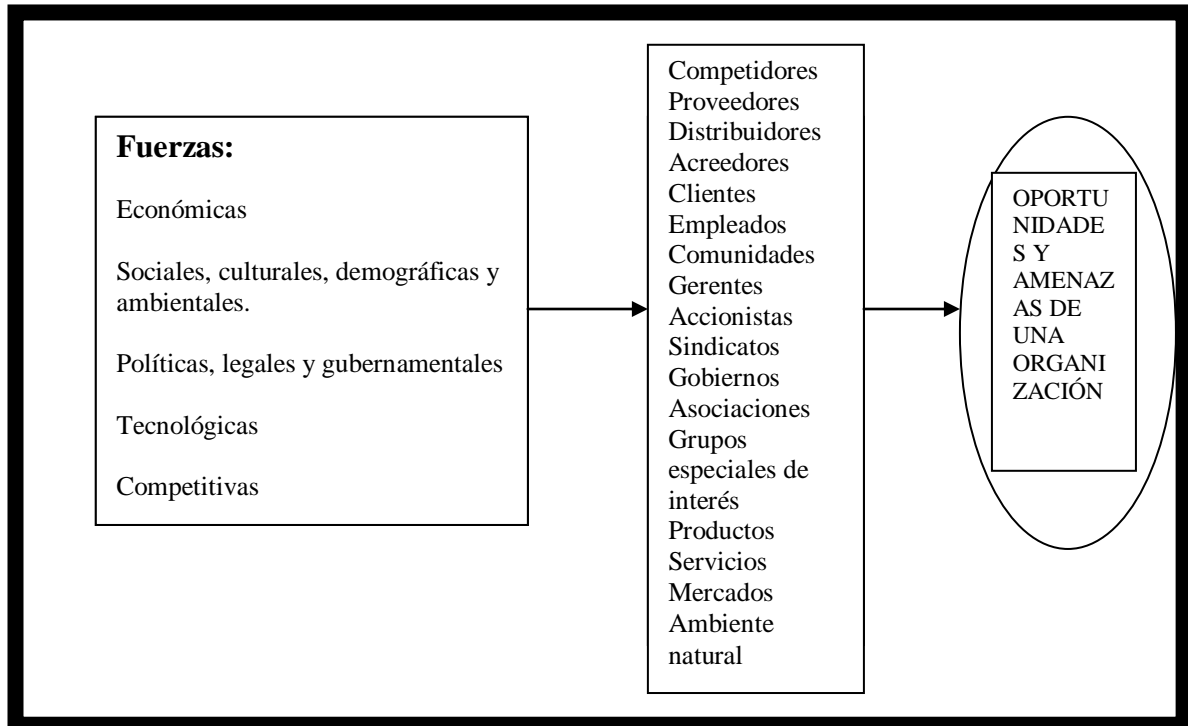 Fuerzas:
Económicas
Sociales, culturales, demográficas y
ambientales.
Políticas, legales y gubernamentales
Tecnológicas
Competitivas
Competidores
Proveedores
Distribuidores
Acreedores
Clientes
Empleados
Comunidades
Gerentes
Accionistas
Sindicatos
Gobiernos
Asociaciones
Grupos
especiales de
interés
Productos
Servicios
Mercados
Ambiente
natural
OPORTU
NIDADE
S Y
AMENAZ
AS DE
UNA
ORGANI
ZACIÓN